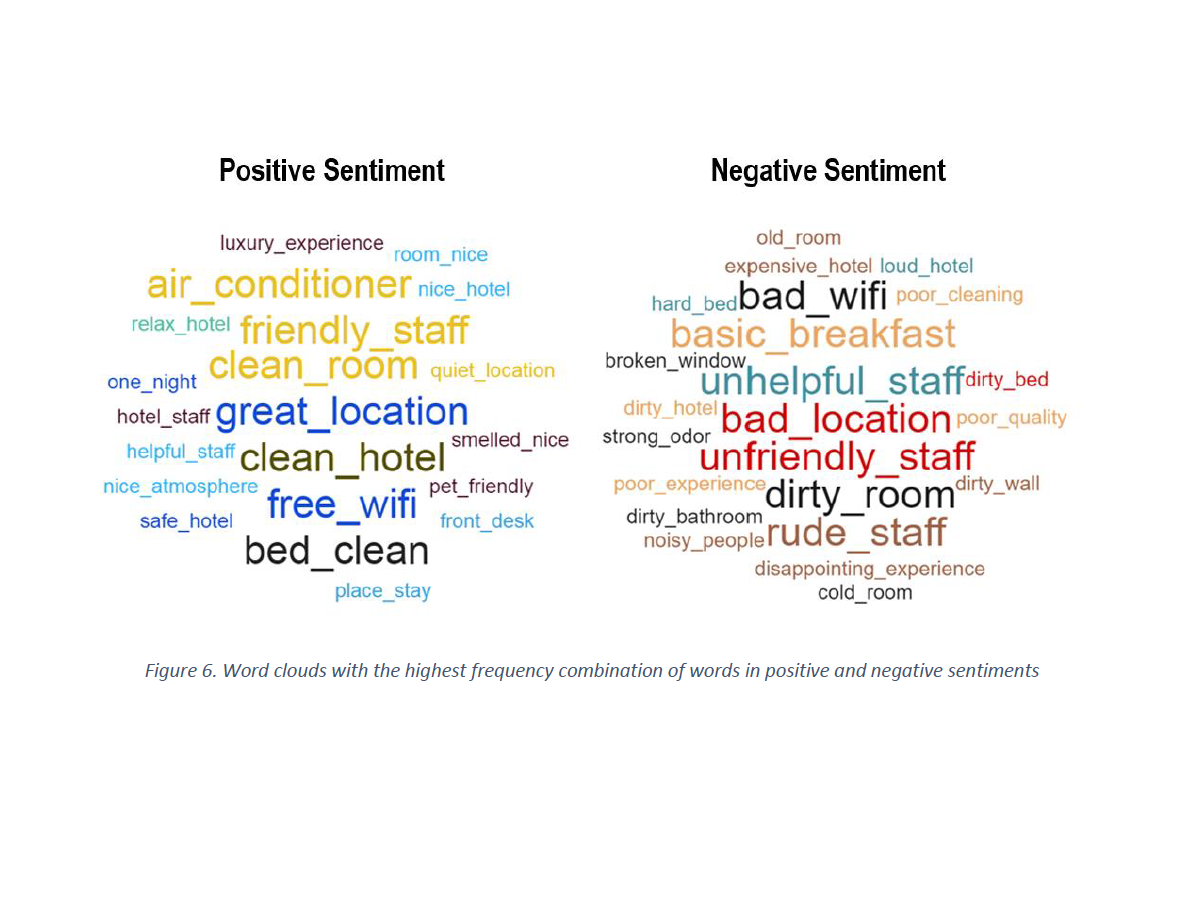 Positive Sentiment
luxury_experience
room_nice
air_conditioner
nice_hotel
relax_hotel
friendly_staff
clean_room
quiet_location
one_night
great_location
hotel_staff
smelled_nice
helpful_staff
clean_hotel
nice_atmosphere
free_wifi
pet_friendly
safe_hotel
front_desk
bed_clean
place_stay
Negative Sentiment
old_room
expensive_hotel
loud_hotel
hard_bed
bad_wifi
poor_cleaning
basic_breakfast
broken_window
unhelpful_staff
dirty_bed
dirty_hotel
bad_location
poor_quality
strong_odor
unfriendly_staff
poor_experience
dirty_room
dirty_wall
dirty_bathroom
noisy_people
rude_staff
disappointing_experience
cold_room
Figure 6. Word clouds with the highest frequency combination of words in positive and negative sentiments